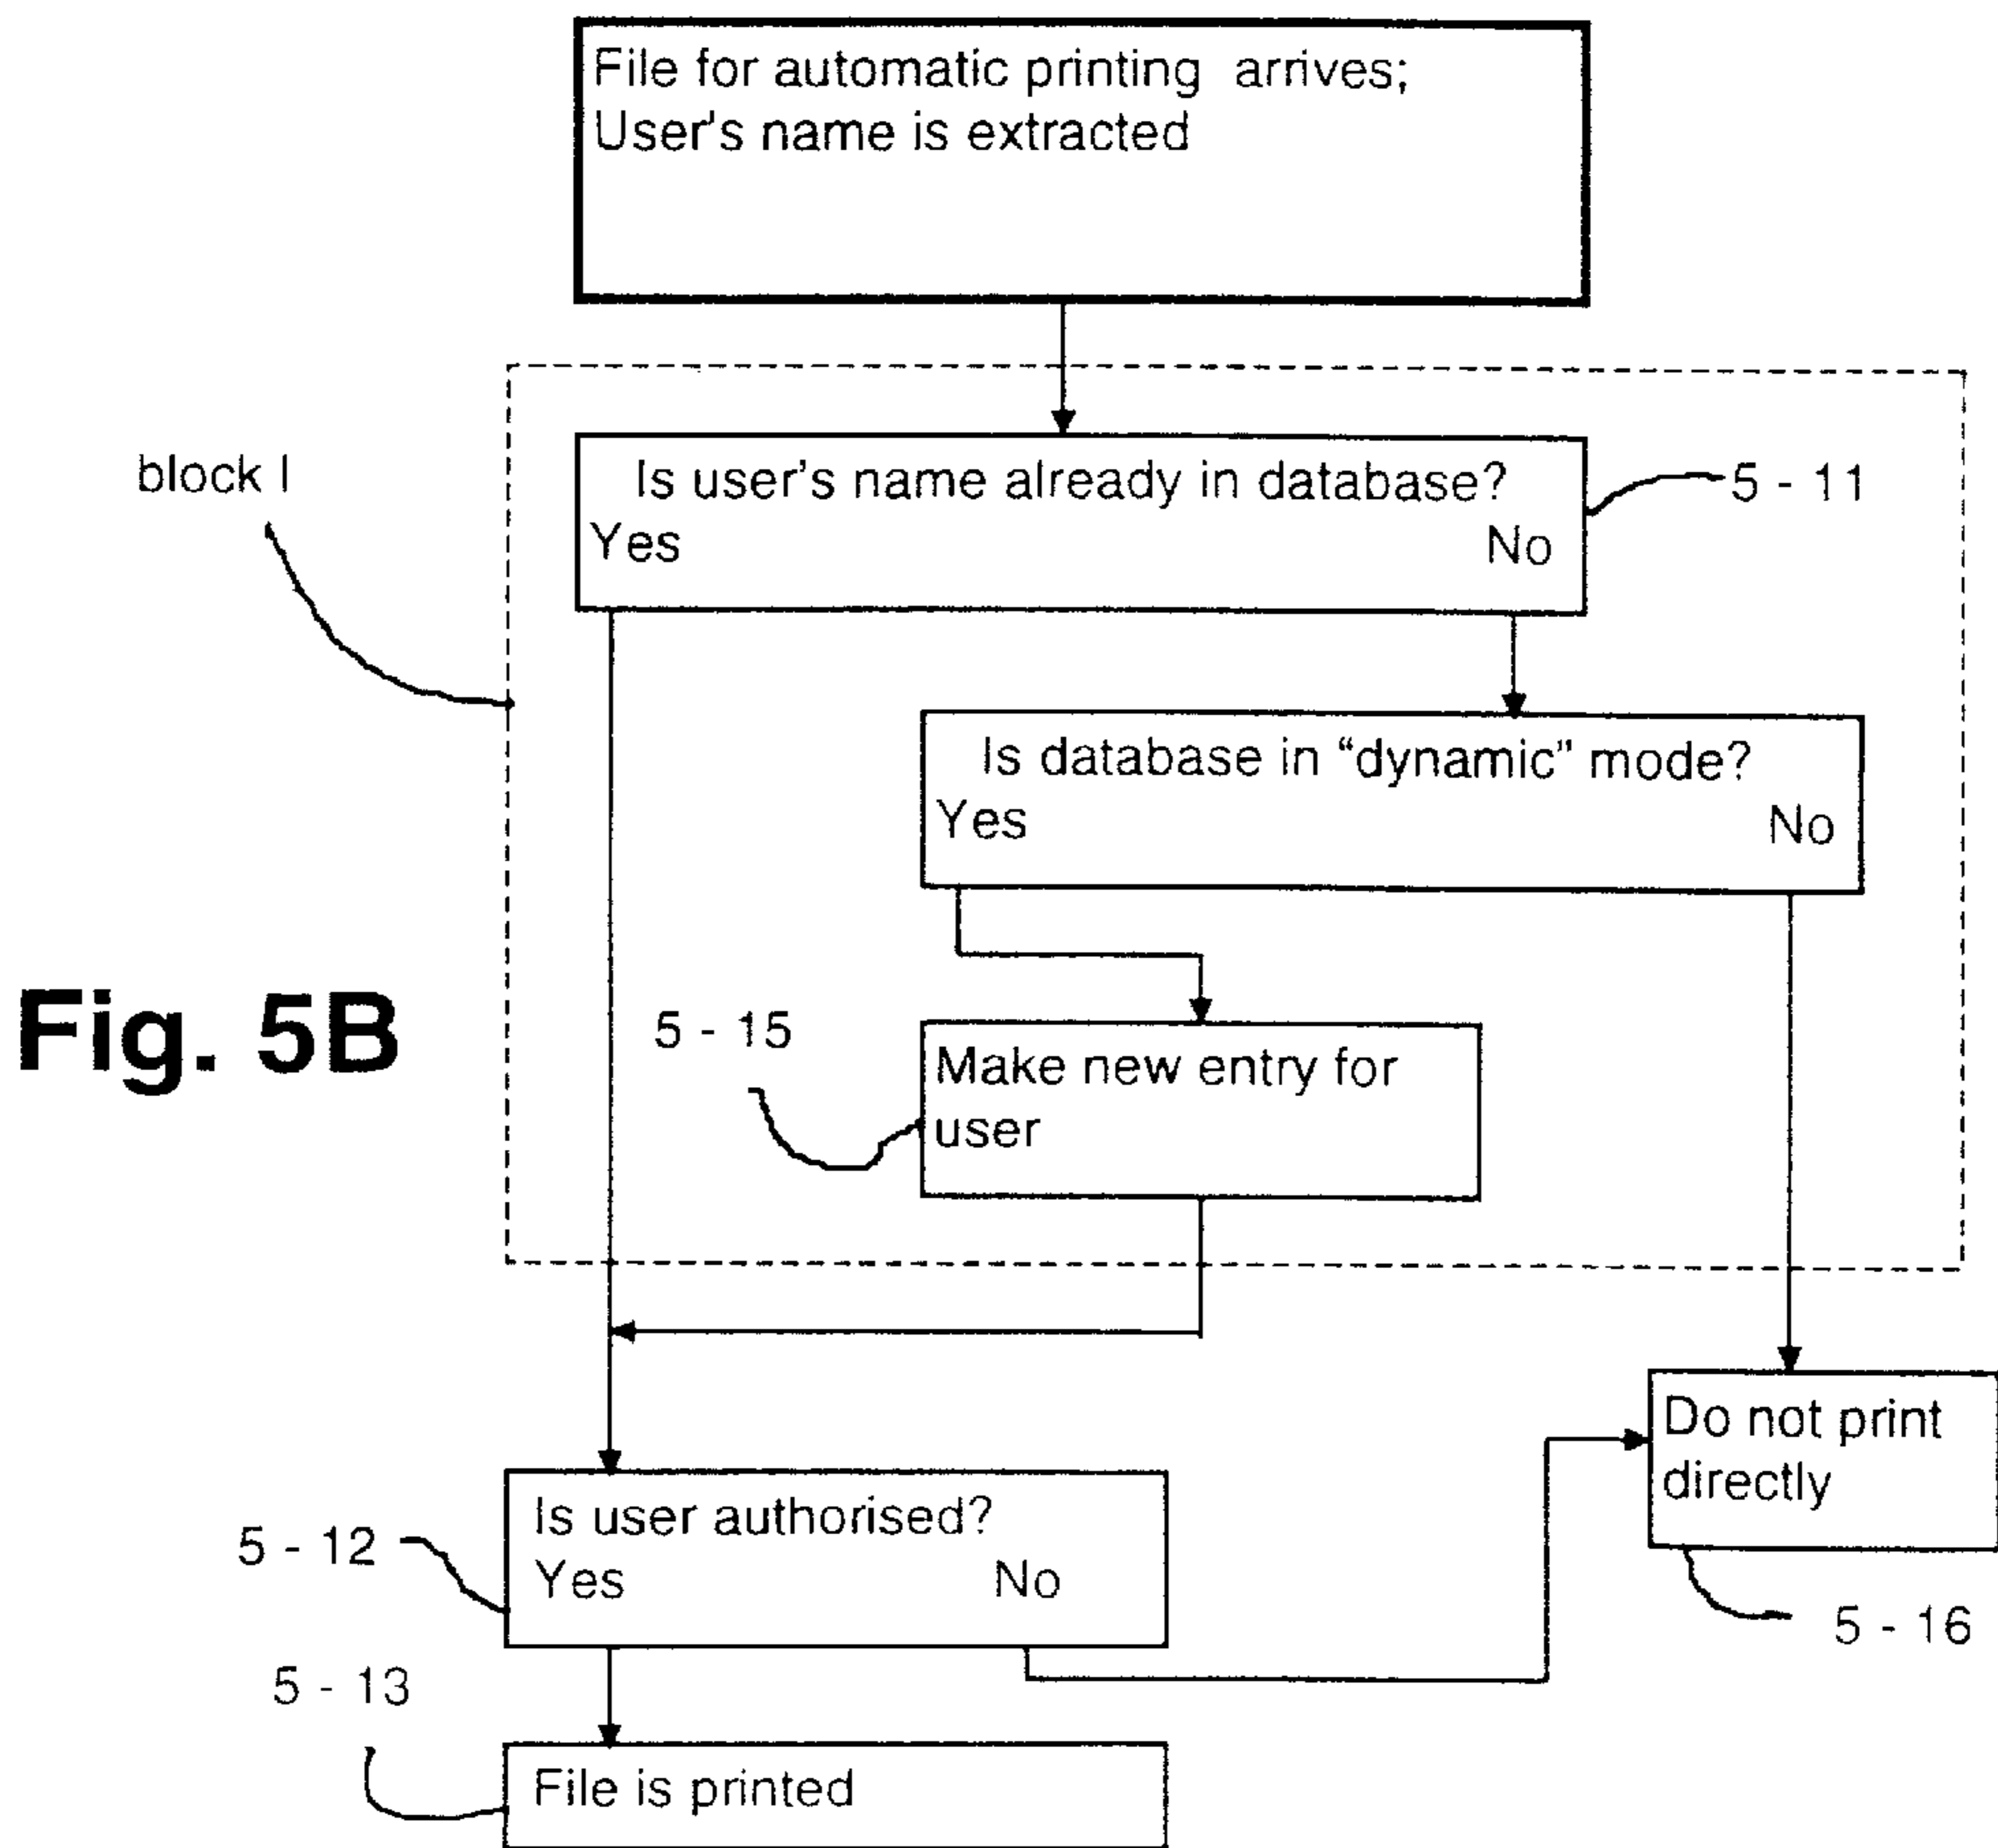 File for automatic printing arrives;
User's name is extracted
block I
Is user's name already in database?
Yes No
5 - 11
Is database in “dynamic” mode?
Yes No
Fig. 5B
5 - 15
Make new entry for
user
Do not print
directly
5 - 16
5 - 12
Is user authorised?
Yes No
5 - 13
File is printed